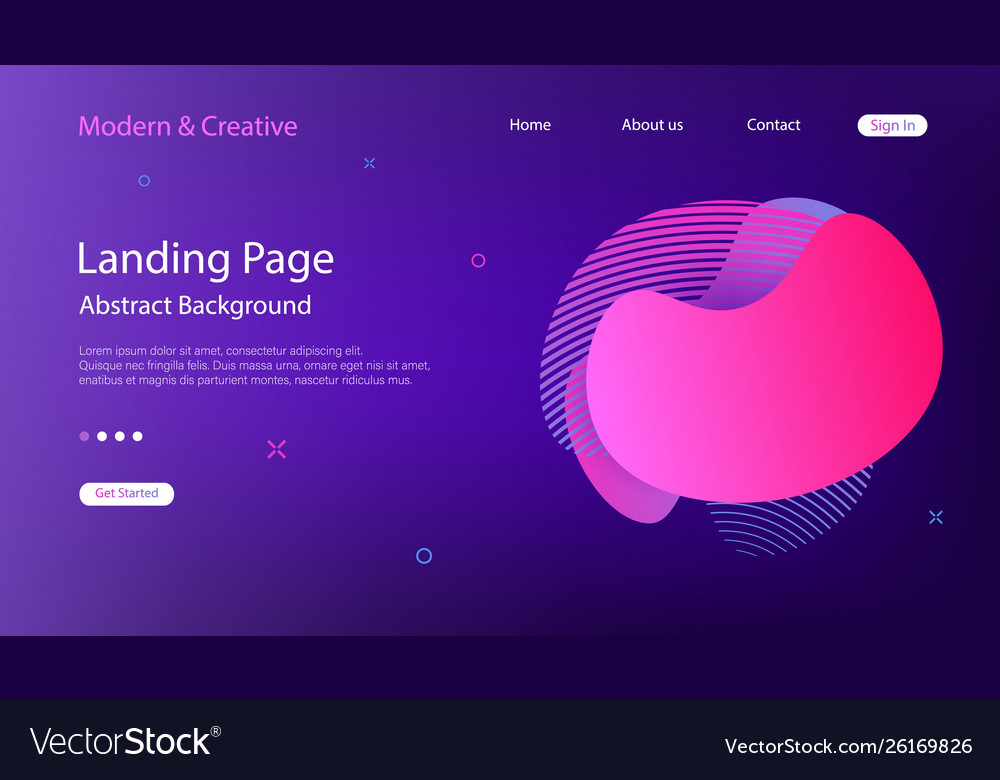 Modern & Creative
Home
About us
Contact
Sign In
Landing Page
Abstract Background
Lorem ipsum dolor sit amet, consectetur adipiscing elit.
Quisque nec fringilla felis. Duis massa urna, ornare eget nisi sit amet,
enatibus et magnis dis parturient montes, nascetur ridiculus mus.
Get Started
VectorStock®
VectorStock.com/26169826